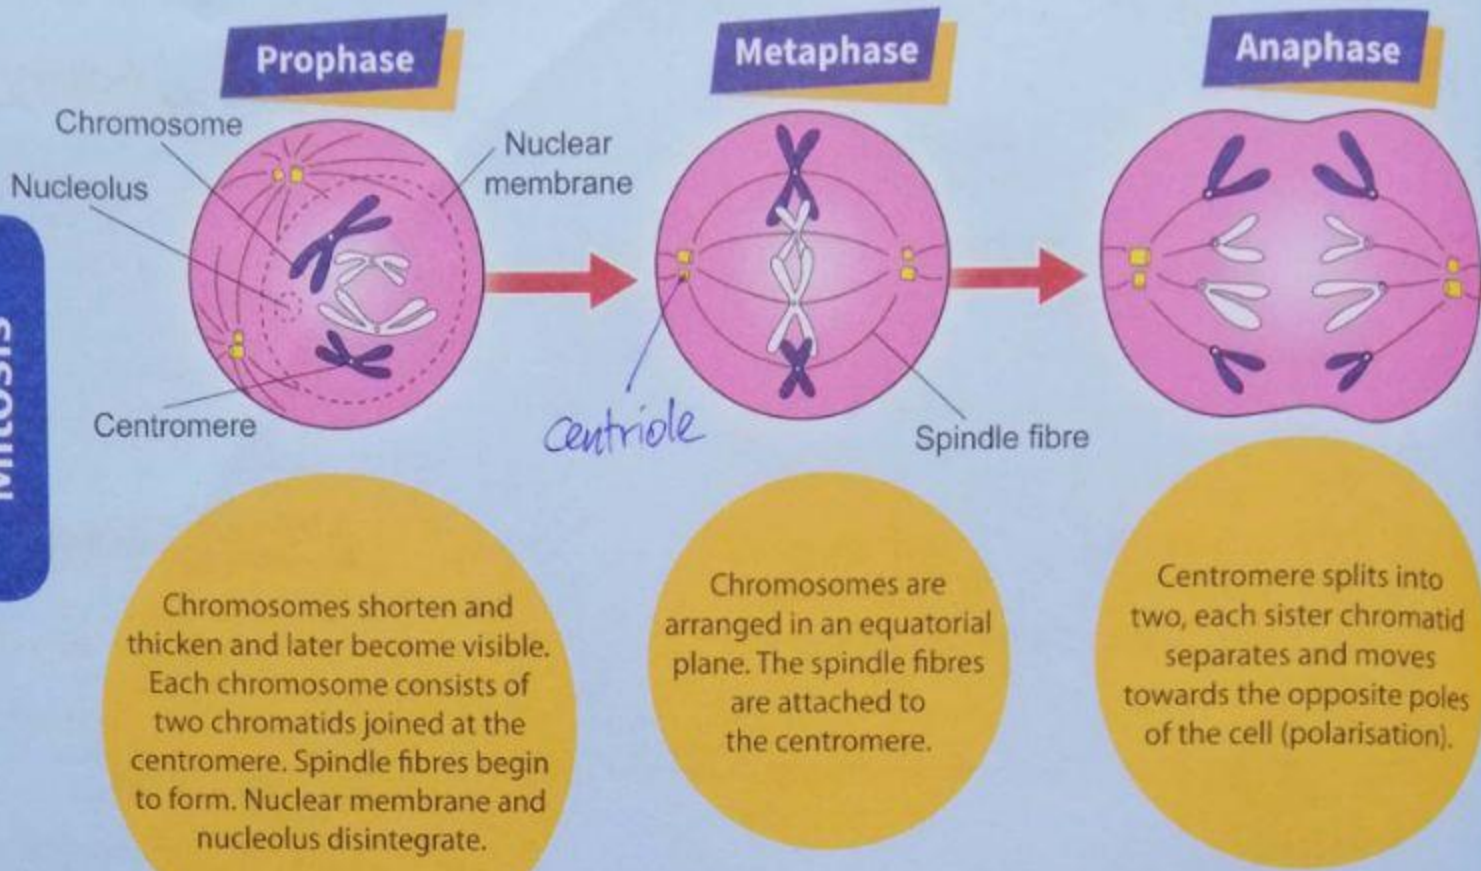 Prophase
Metaphase
Anaphase
Chromosome
Nucleolus
Nuclear
membrane
Centromere
Centriole
Spindle fibre
Mitosis
Chromosomes shorten and
thicken and later become visible.
Each chromosome consists of
two chromatids joined at the
centromere. Spindle fibres begin
to form. Nuclear membrane and
nucleolus disintegrate.
Chromosomes are
arranged in an equatorial
plane. The spindle fibres
are attached to
the centromere.
Centromere splits into
two, each sister chromatid
separates and moves
towards the opposite poles
of the cell (polarisation).